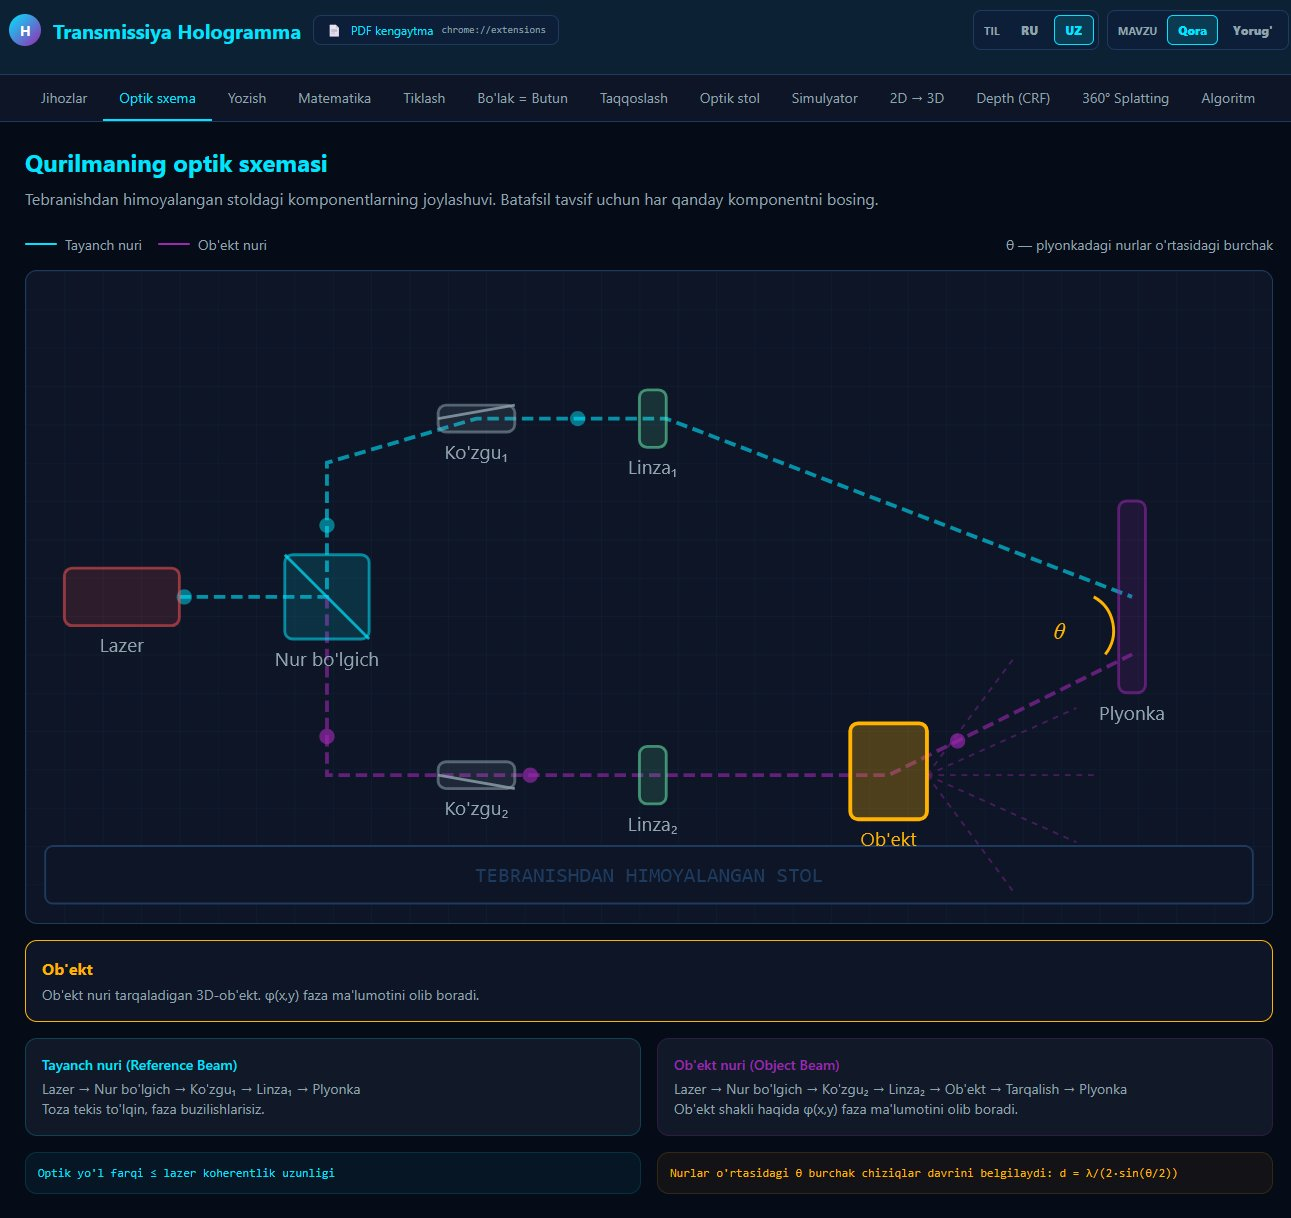 H Transmissiya Hologramma PDF kengaytma chrome://extensions TIL RU UZ MAVZU Qora Yorug'
Jihozlar Optik sxema Yozish Matematika Tiklash Bo'lak = Butun Taqqoslash Optik stol Simulyator 2D → 3D Depth (CRF) 360° Splatting Algoritm
Qurilmaning optik sxemasi
Tebranishdan himoyalangan stoldagi komponentlarning joylashuvi. Batafsil tavsif uchun har qanday komponentni bosing.
Tayanch nuri Ob'ekt nuri θ — plyonkadagi nurlar o'rtasidagi burchak
Ko'zgu₁
Linza₁
Lazer
Nur bo'lgich
θ
Plyonka
Ko'zgu₂
Linza₂
Ob'ekt
TEBRANISHDAN HIMOYALANGAN STOL
Ob'ekt
Ob'ekt nuri tarqaladigan 3D-ob'ekt. φ(x,y) faza ma'lumotini olib boradi.
Tayanch nuri (Reference Beam)
Lazer → Nur bo'lgich → Ko'zgu₁ → Linza₁ → Plyonka
Toza tekis to'lqin, faza buzilishlarisiz.
Ob'ekt nuri (Object Beam)
Lazer → Nur bo'lgich → Ko'zgu₂ → Linza₂ → Ob'ekt → Tarqalish → Plyonka
Ob'ekt shakli haqida φ(x,y) faza ma'lumotini olib boradi.
Optik yo'l farqi ≤ lazer koherentlik uzunligi
Nurlar o'rtasidagi θ burchak chiziqlar davrini belgilaydi: d = λ/(2·sin(θ/2))